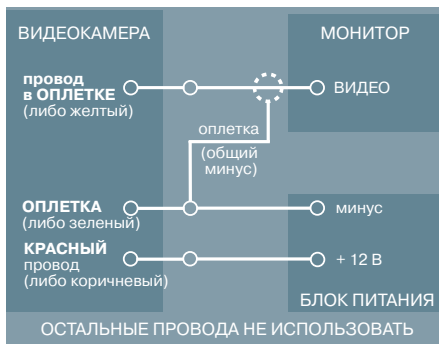 ВИДЕОКАМЕРА
МОНИТОР
провод
в ОПЛЕТКЕ
(либо желтый)
ВИДЕО
оплетка
(общий
минус)
ОПЛЕТКА
(либо зеленый)
минус
КРАСНЫЙ
провод
(либо коричневый)
+ 12 В
БЛОК ПИТАНИЯ
ОСТАЛЬНЫЕ ПРОВОДА НЕ ИСПОЛЬЗОВАТЬ